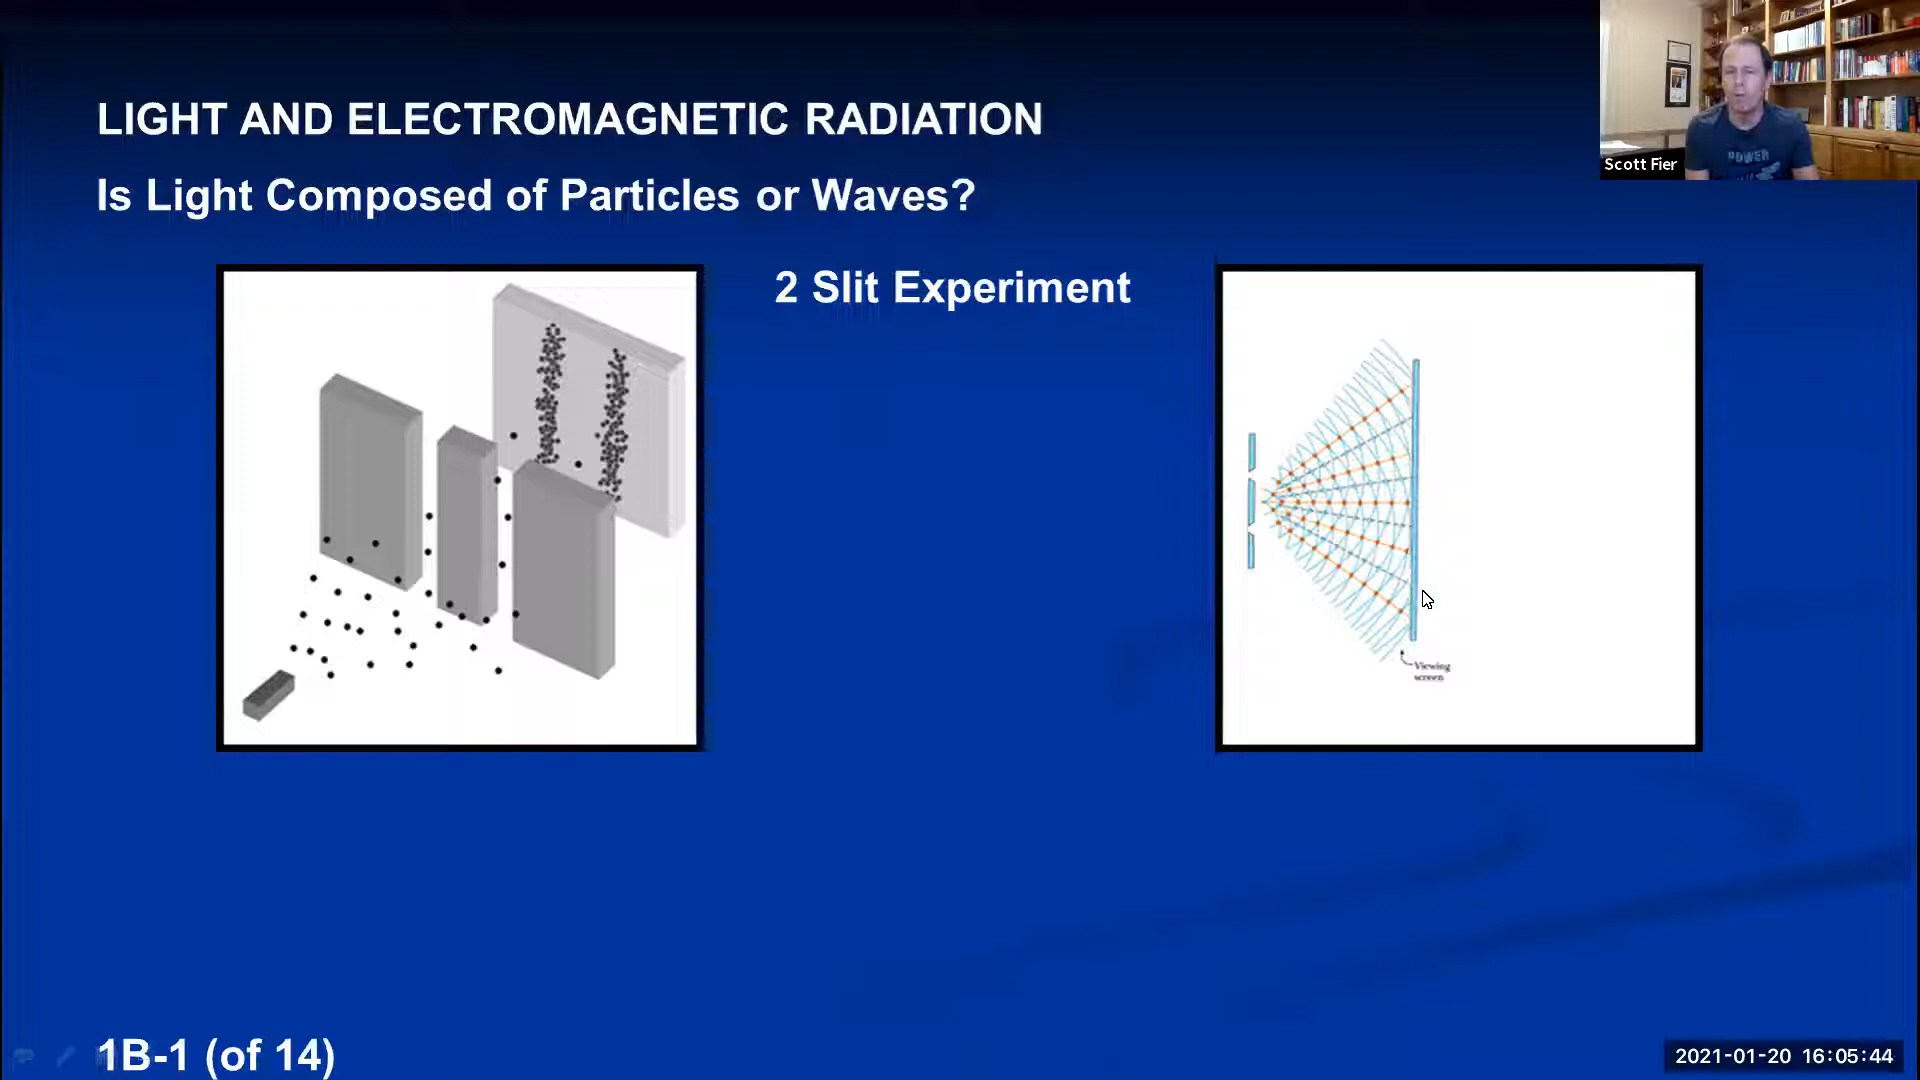 LIGHT AND ELECTROMAGNETIC RADIATION
Is Light Composed of Particles or Waves?
2 Slit Experiment
Viewing
screen
Scott Fier
POWER
1B-1 (of 14)
2021-01-20 16:05:44